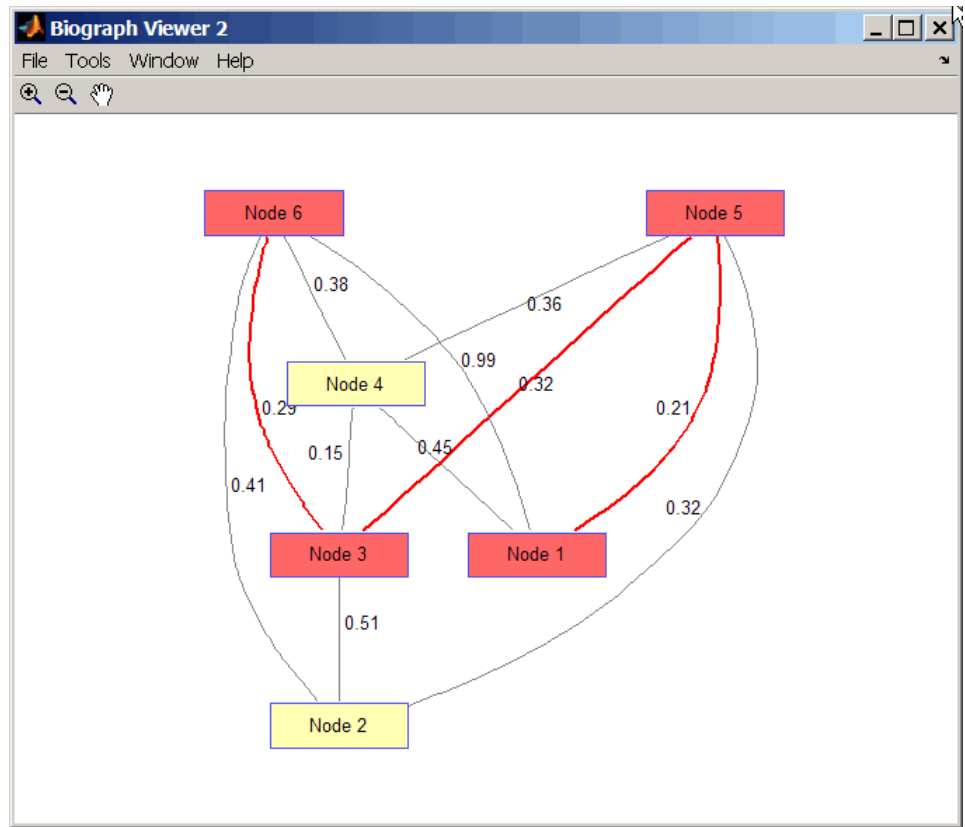 Biograph Viewer 2
File Tools Window Help
Node 6
Node 5
0.38
0.36
0.99
Node 4
0.32
0.29
0.21
0.45
0.15
0.41
0.32
Node 3
Node 1
0.51
Node 2